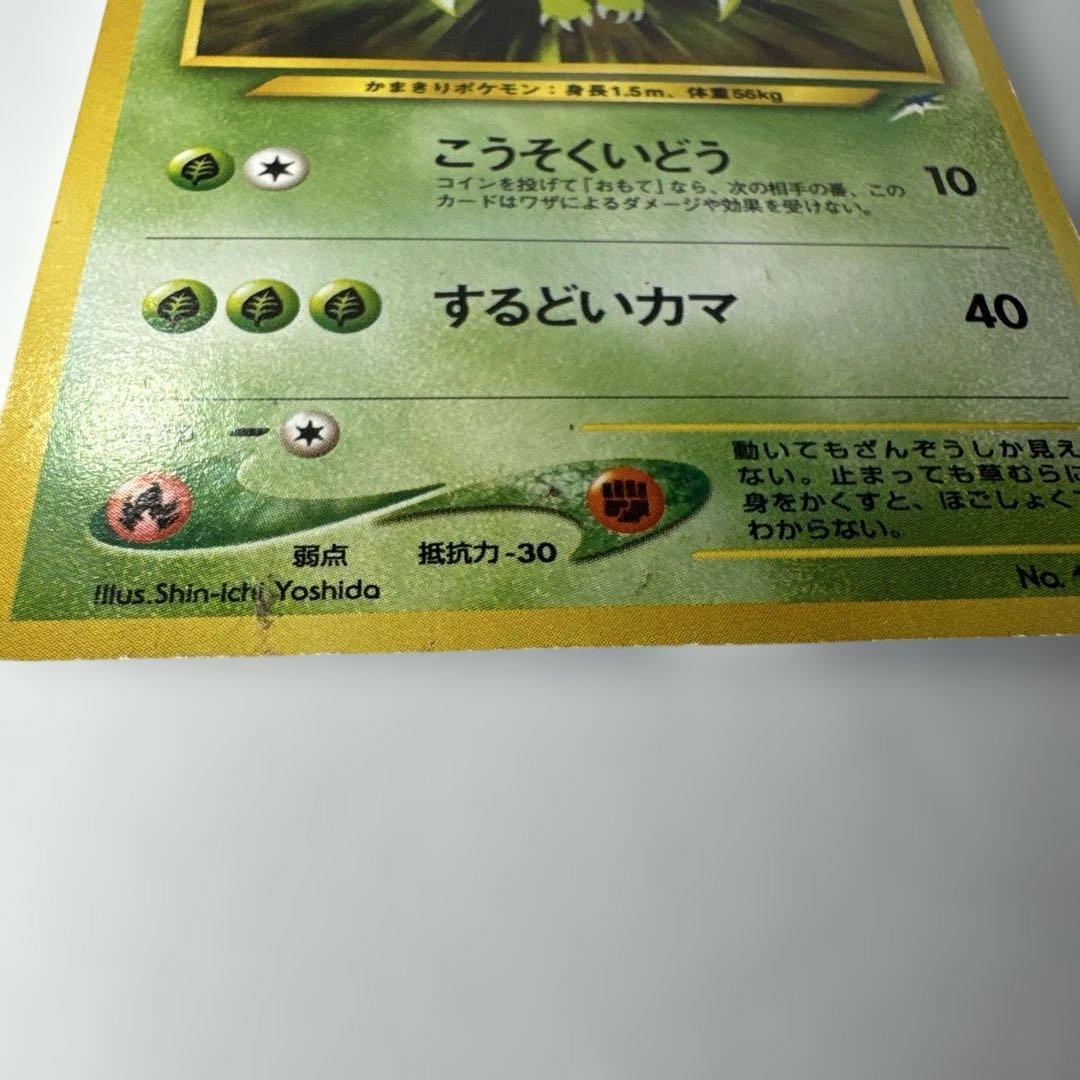 かまきりポケモン：身長1.5m、体重56kg
こうそくいどう 10
コインを投げて「おもて」なら、次の相手の番、この
カードはワザによるダメージや効果を受けない。
するどいカマ 40
動いてもざんぞうしか見え
ない。止まっても草むらに
身をかくすと、ほごしょくで
わからない。
弱点 抵抗力 -30
Illus.Shin-ichi Yoshida
No.